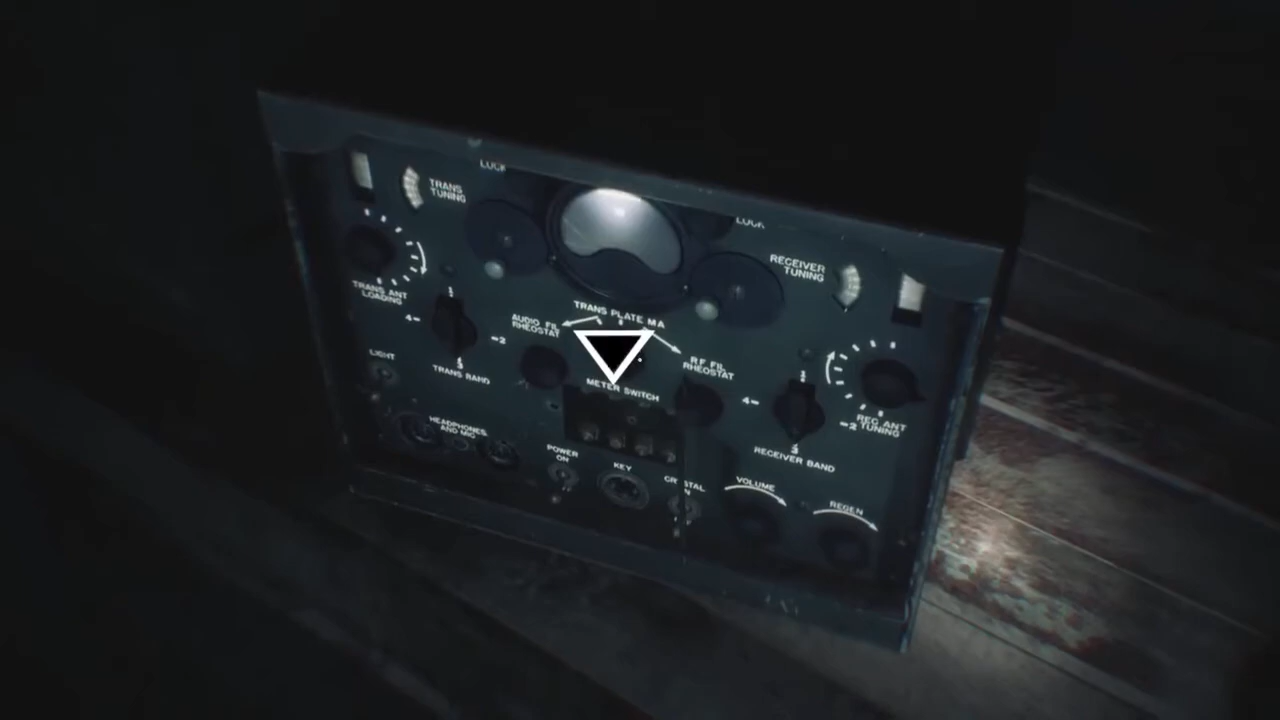 LOCK
TRANS
TUNING
LOCK
RECEIVER
TUNING
TRANS ANT
LOADING
TRANS PLATE MA
AUDIO FIL
RHEOSTAT
4-
-2
3
LIGHT
TRANS BAND
R.F. FIL
RHEOSTAT
METER SWITCH
4-
-2
3
REC ANT
TUNING
HEADPHONES
AND MIC
RECEIVER BAND
POWER
ON
KEY
VOLUME
REGEN